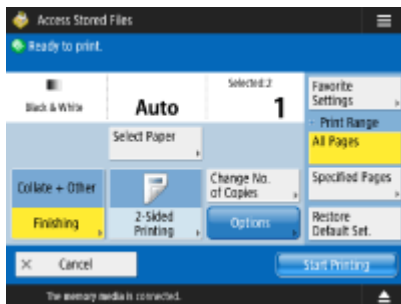 Access Stored Files
Ready to print.
Black & White
Auto
Selected:2
1
Favorite
Settings
Print Range
All Pages
Select Paper
Collate + Other
Change No.
of Copies
Specified Pages
Finishing
2-Sided
Printing
Options
Restore
Default Set.
× Cancel
Start Printing
The memory media is connected.